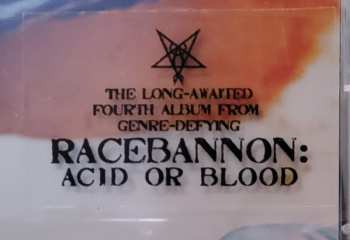 THE LONG-AWAITED
FOURTH ALBUM FROM
GENRE-DEFYING
RACEBANNON:
ACID OR BLOOD